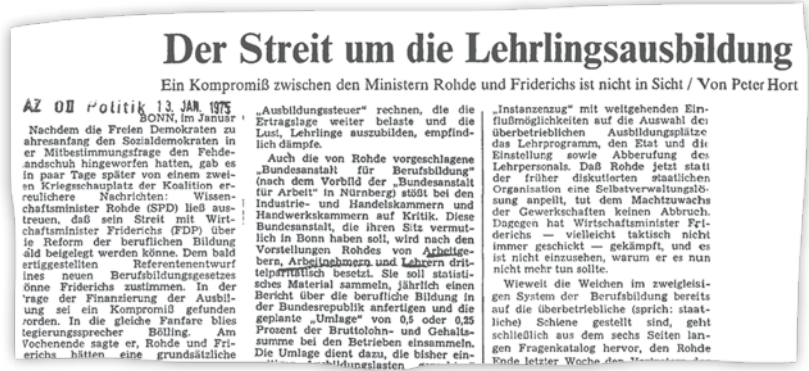 Der Streit um die Lehrlingsausbildung
Ein Kompromiß zwischen den Ministern Rohde und Friderichs ist nicht in Sicht / Von Peter Hort
AZ Politik 13. JAN. 1975
BONN, im Januar
Nachdem die Freien Demokraten zu
ahresanfang den Sozialdemokraten in
er Mitbestimmungsfrage den Fehde-
andschuh hingeworfen hatten, gab es
in paar Tage später von einem zwei-
en Kriegsschauplatz der Koalition er-
reulichere Nachrichten: Wissen-
chaftsminister Rohde (SPD) ließ aus-
treuen, daß sein Streit mit Wirt-
chaftsminister Friderichs (FDP) über
ie Reform der beruflichen Bildung
ald beigelegt werden könne. Dem bald
ertiggestellten Referentenentwurf
ines neuen Berufsbildungsgesetzes
önne Friderichs zustimmen. In der
rage der Finanzierung der Ausbil-
ung sei ein Kompromiß gefunden
orden. In die gleiche Fanfare blies
egierungssprecher Bölling. Am
ochenende sagte er, Rohde und Fri-
erichs hätten eine grundsätzliche
„Ausbildungssteuer“ rechnen, die die
Ertragslage weiter belaste und die
Lust, Lehrlinge auszubilden, empfind-
lich dämpfe.
Auch die von Rohde vorgeschlagene
„Bundesanstalt für Berufsbildung“
(nach dem Vorbild der „Bundesanstalt
für Arbeit“ in Nürnberg) stößt bei den
Industrie- und Handelskammern und
Handwerkskammern auf Kritik. Diese
Bundesanstalt, die ihren Sitz vermut-
lich in Bonn haben soll, wird nach den
Vorstellungen Rohdes von Arbeitge-
bern, Arbeitnehmern und Lehrern drit-
telparitätisch besetzt. Sie soll statisti-
sches Material sammeln, jährlich einen
Bericht über die berufliche Bildung in
der Bundesrepublik anfertigen und die
geplante „Umlage“ von 0,5 oder 0,25
Prozent der Bruttolohn- und Gehalts-
summe bei den Betrieben einsammeln.
Die Umlage dient dazu, die bisher ein-
„Instanzenzug“ mit weitgehenden Ein-
flußmöglichkeiten auf die Auswahl der
überbetrieblichen Ausbildungsplätze
das Lehrprogramm, den Etat und die
Einstellung sowie Abberufung des
Lehrpersonals. Daß Rohde jetzt statt
der früher diskutierten staatlichen
Organisation eine Selbstverwaltungslö-
sung anpeilt, tut dem Machtzuwachs
der Gewerkschaften keinen Abbruch.
Dagegen hat Wirtschaftsminister Fri-
derichs — vielleicht taktisch nicht
immer geschickt — gekämpft, und es
ist nicht einzusehen, warum er es nun
nicht mehr tun sollte.
Wieweit die Weichen im zweigleisi-
gen System der Berufsbildung bereits
auf die überbetriebliche (sprich: staat-
liche) Schiene gestellt sind, geht
schließlich aus dem sechs Seiten lan-
gen Fragenkatalog hervor, den Rohde
Ende letzter Woche den Vertretern der